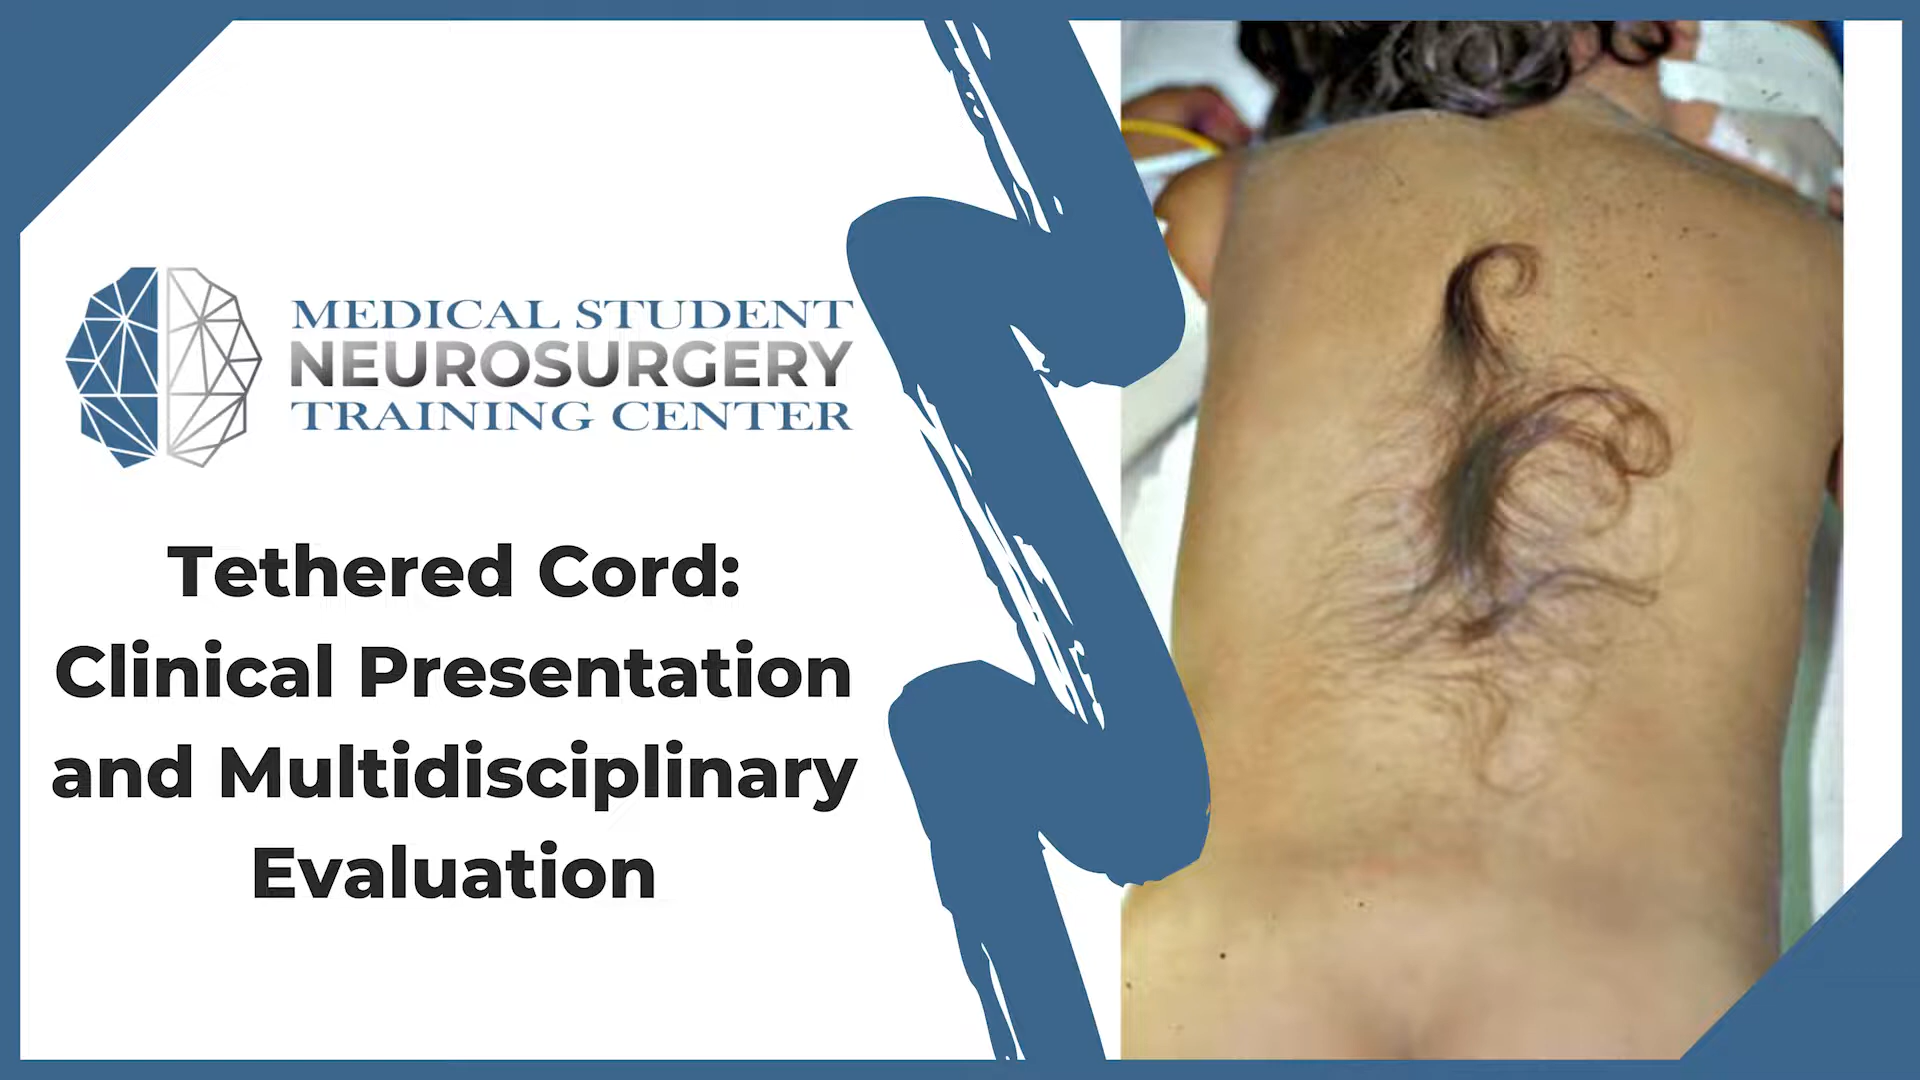 MEDICAL STUDENT
NEUROSURGERY
TRAINING CENTER
Tethered Cord:
Clinical Presentation
and Multidisciplinary
Evaluation